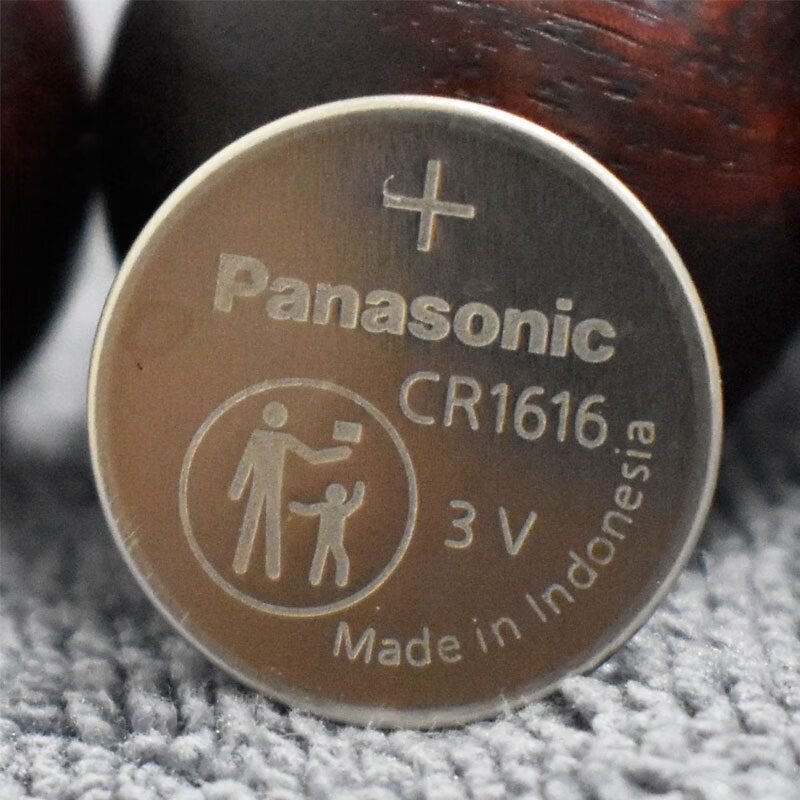 +
Panasonic
CR1616
3 V
Made in Indonesia